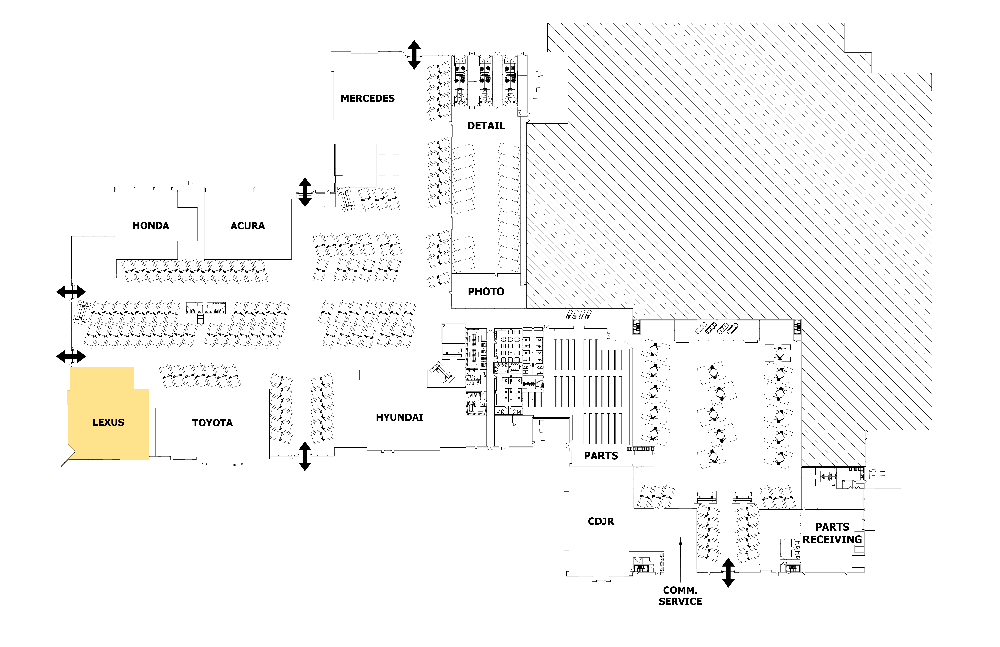 MERCEDES
DETAIL
HONDA
ACURA
PHOTO
LEXUS
TOYOTA
HYUNDAI
PARTS
CDJR
PARTS
RECEIVING
COMM.
SERVICE